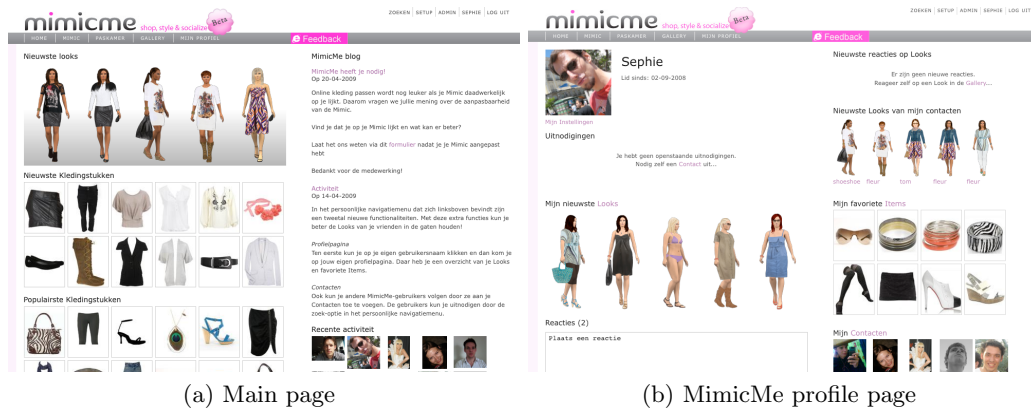 mimicme
shop, style & socialize
Beta
ZOEKEN | SETUP | ADMIN | SEPHIE | LOG UIT
HOME | MIMIC | PASKAMER | GALLERY | MIJN PROFIEL
Feedback
Nieuwste looks
Nieuwste Kledingstukken
Populairste Kledingstukken
MimicMe blog
MimicMe heeft je nodig!
Op 20-04-2009
Online kleding passen wordt nog leuker als je Mimic daadwerkelijk
op je lijkt. Daarom vragen we jullie mening over de aanpasbaarheid
van de Mimic.
Vind je dat je op je Mimic lijkt en wat kan er beter?
Laat het ons weten via dit formulier nadat je je Mimic aangepast
hebt
Bedankt voor de medewerking!
Activiteit
Op 14-04-2009
In het persoonlijke navigatiemenu dat zich linksboven bevindt zijn
een tweetal nieuwe functionaliteiten. Met deze extra functies kun je
beter de Looks van je vrienden in de gaten houden!
Profielpagina
Ten eerste kun je op je eigen gebruikersnaam klikken en dan kom je
op jouw eigen profielpagina. Daar heb je een overzicht van je Looks
en favoriete Items.
Contacten
Ook kun je andere MimicMe-gebruikers volgen door ze aan je
Contacten toe te voegen. De gebruikers kun je uitnodigen door de
zoek-optie in het persoonlijke navigatiemenu.
Recente activiteit
(a) Main page
mimicme
shop, style & socialize
Beta
ZOEKEN | SETUP | ADMIN | SEPHIE | LOG UIT
HOME | MIMIC | PASKAMER | GALLERY | MIJN PROFIEL
Feedback
Sephie
Lid sinds: 02-09-2008
Mijn Instellingen
Uitnodigingen
Je hebt geen openstaande uitnodigingen.
Nodig zelf een Contact uit...
Mijn nieuwste Looks
Reacties (2)
Plaats een reactie
Nieuwste reacties op Looks
Er zijn geen nieuwe reacties.
Reageer zelf op een Look in de Gallery...
Nieuwste Looks van mijn contacten
shoeshoe fleur tom fleur fleur
Mijn favoriete Items
Mijn Contacten
(b) MimicMe profile page